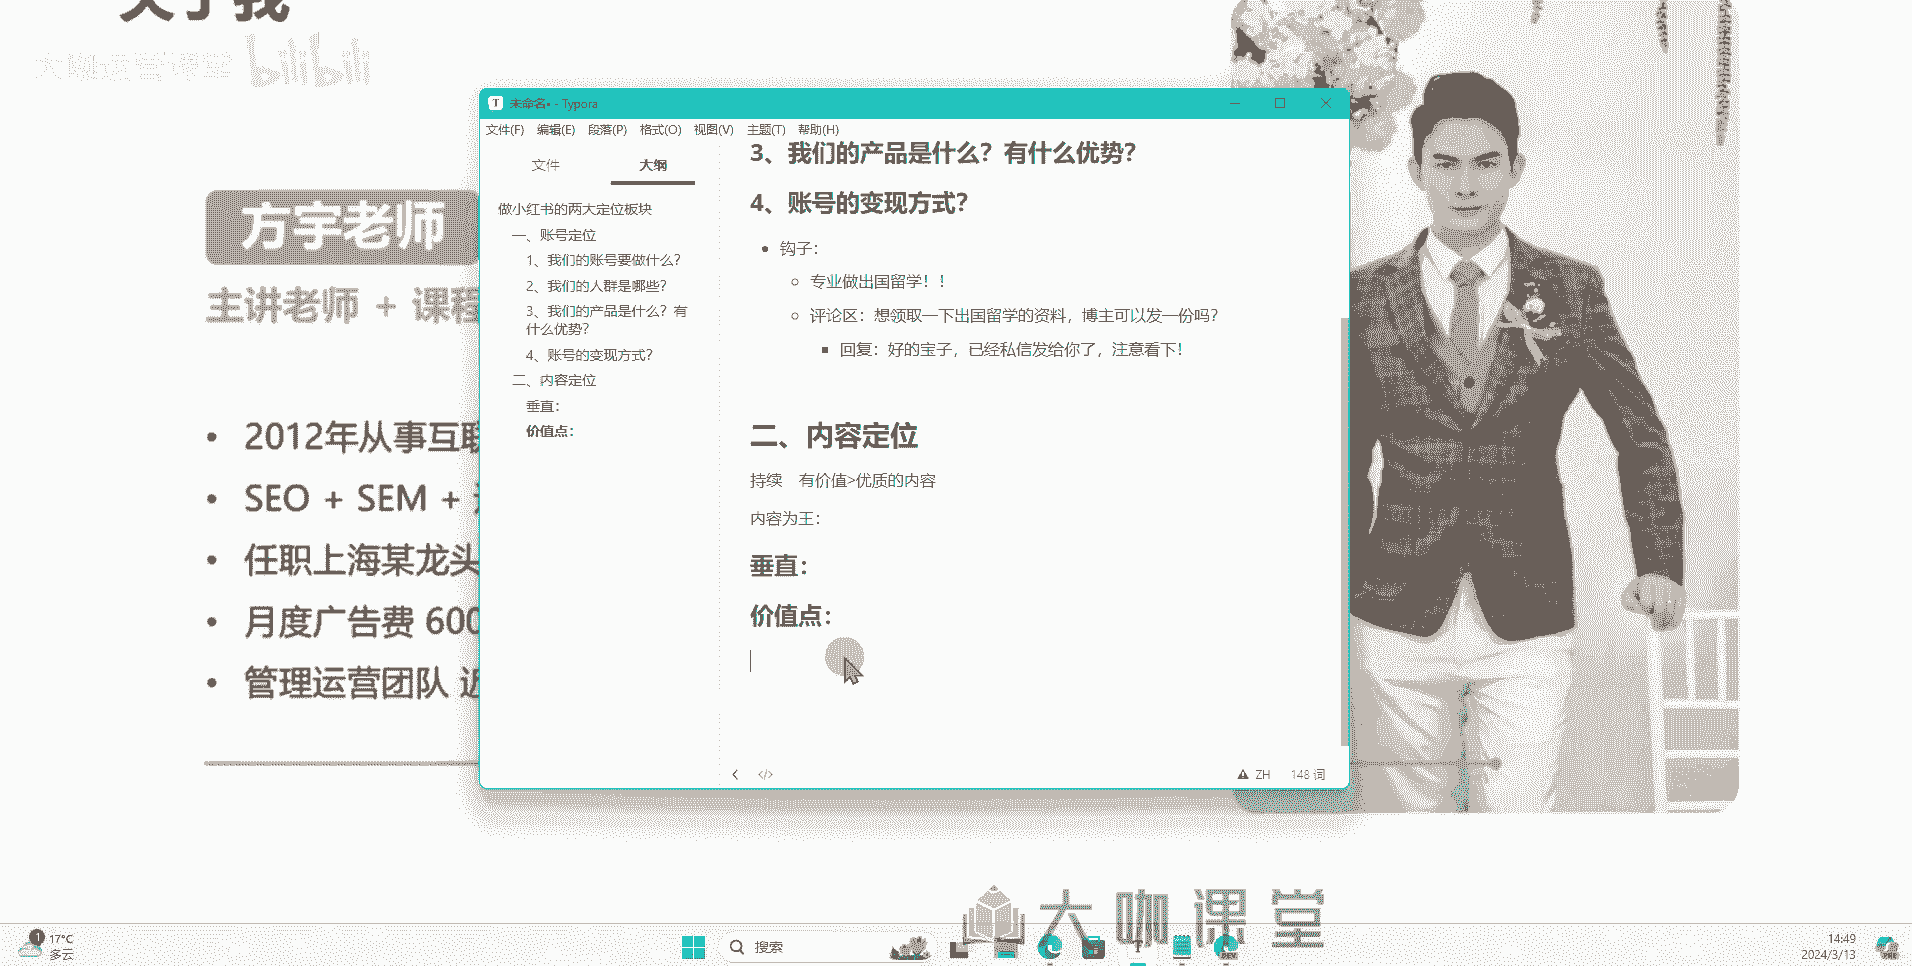 关于我
大咖运营课堂 bilibili
方宇老师
主讲老师 + 课程
2012年从事互联
SEO + SEM +
任职上海某龙头
月度广告费 600
管理运营团队 近
T 未命名• - Typora
文件(F) 编辑(E) 段落(P) 格式(O) 视图(V) 主题(T) 帮助(H)
文件 大纲
做小红书的两大定位板块
一、账号定位
1、我们的账号要做什么?
2、我们的人群是哪些?
3、我们的产品是什么?有
什么优势?
4、账号的变现方式?
二、内容定位
垂直:
价值点:
3、我们的产品是什么?有什么优势?
4、账号的变现方式?
钩子:
专业做出国留学!!
评论区:想领取一下出国留学的资料,博主可以发一份吗?
回复:好的宝子,已经私信发给你了,注意看下!
二、内容定位
持续 有价值>优质的内容
内容为王:
垂直:
价值点:
ZH 148 词
大咖课堂
1 17°C
多云
搜索
T
DEV
14:49
2024/3/13